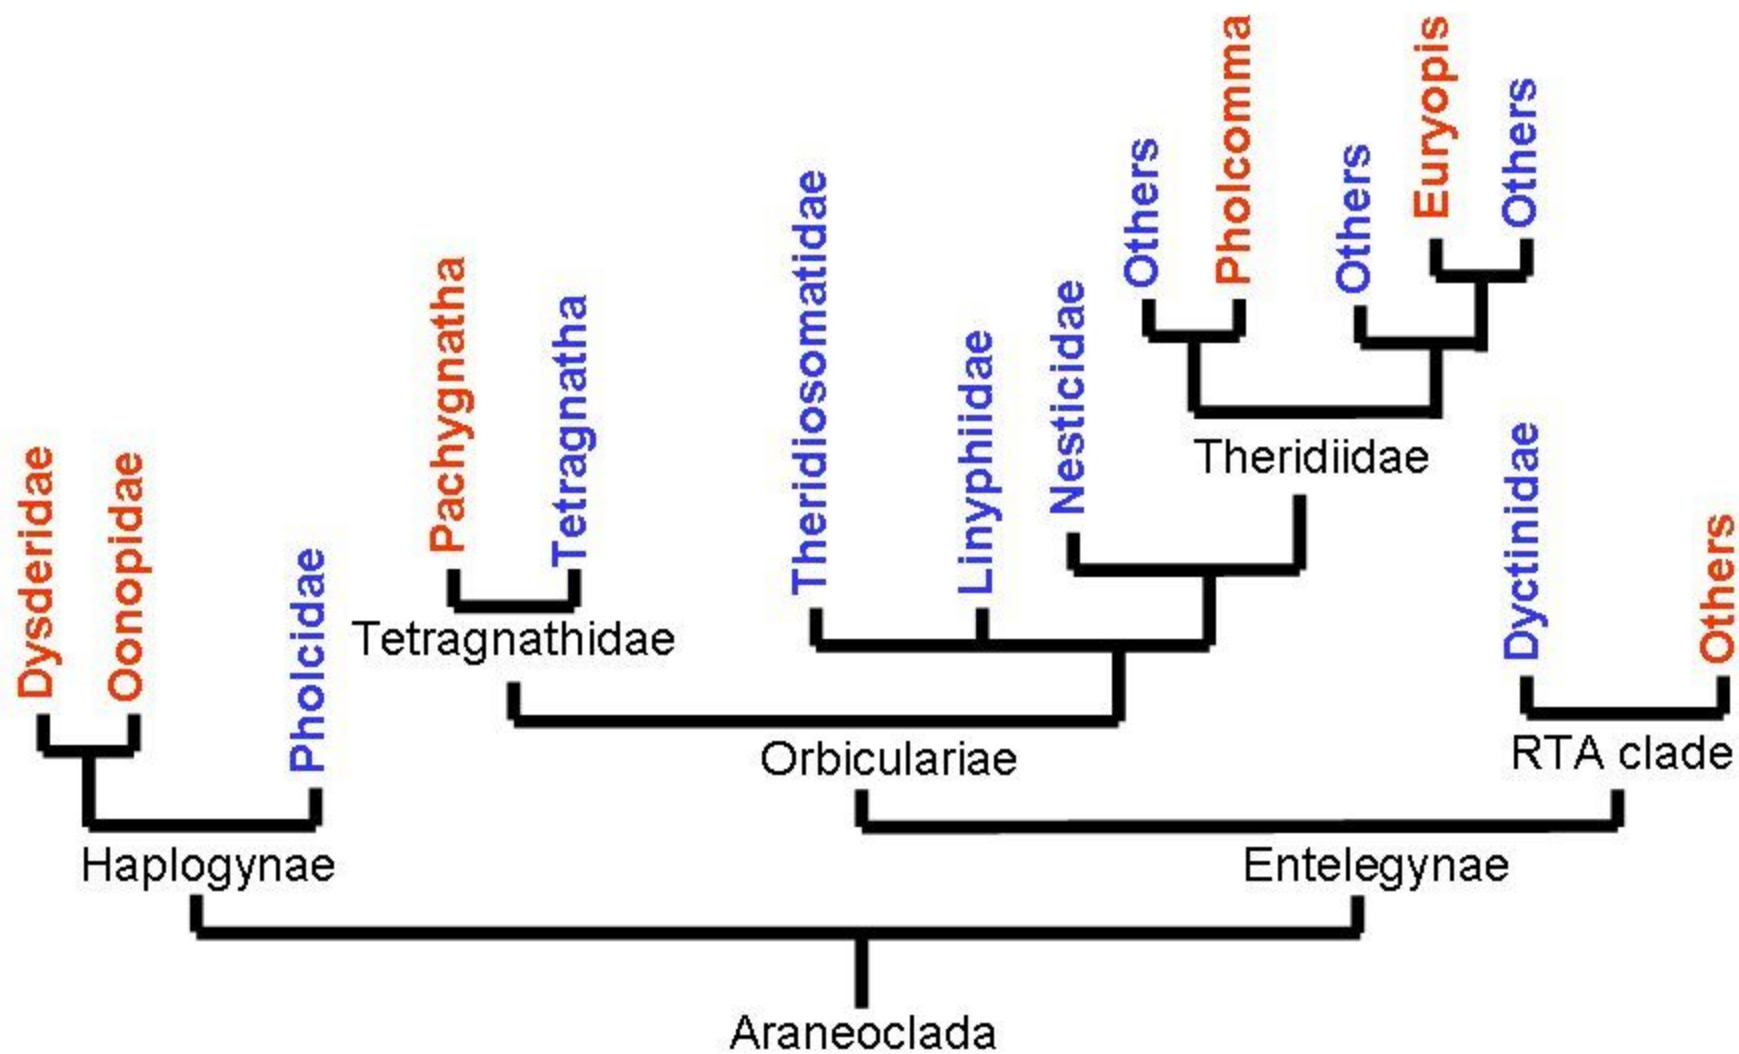 Dysderidae
Oonopidae
Pholcidae
Pachygnatha
Tetragnatha
Theridiosomatidae
Linyphiidae
Nesticidae
Others
Pholcomma
Others
Euryopis
Others
Theridiidae
Dyctinidae
Others
Tetragnathidae
Orbiculariae
RTA clade
Haplogynae
Entelegynae
Araneoclada